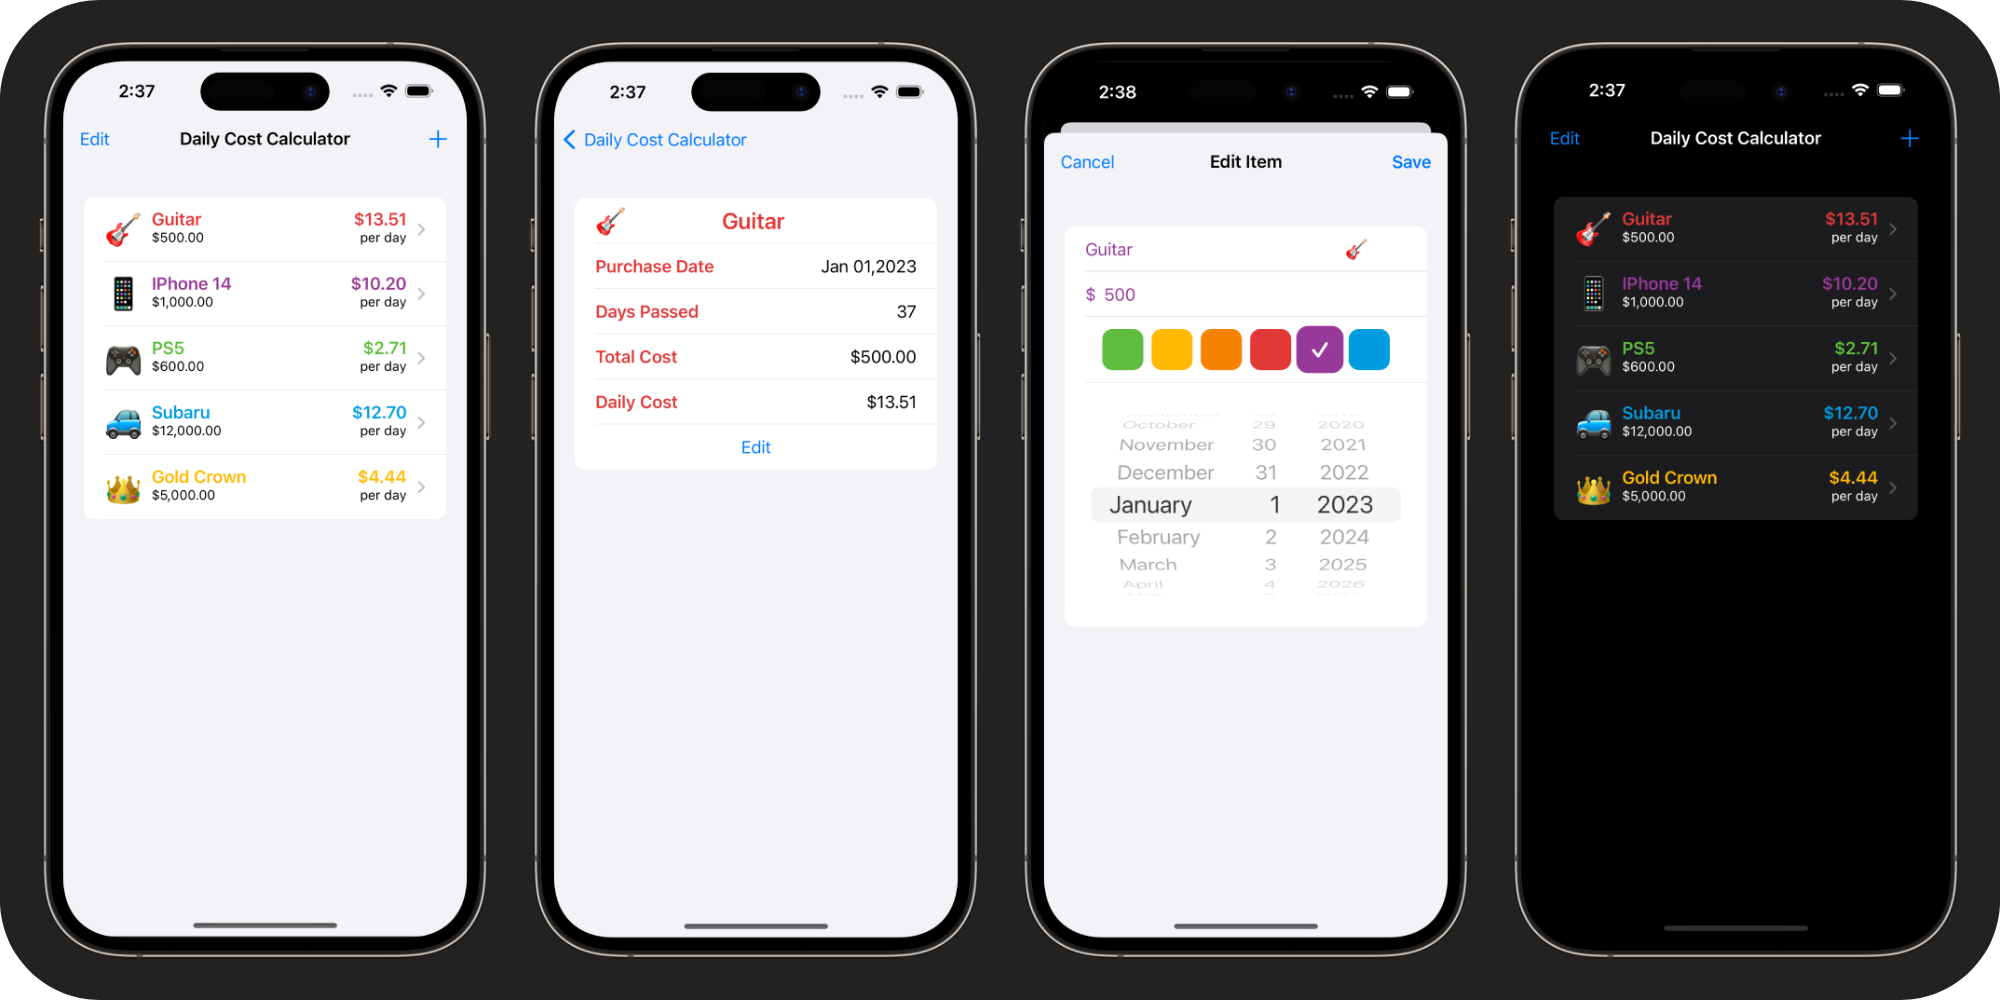 2:37
Edit Daily Cost Calculator +
Guitar $13.51
$500.00 per day
IPhone 14 $10.20
$1,000.00 per day
PS5 $2.71
$600.00 per day
Subaru $12.70
$12,000.00 per day
Gold Crown $4.44
$5,000.00 per day
2:37
Daily Cost Calculator
Guitar
Purchase Date Jan 01,2023
Days Passed 37
Total Cost $500.00
Daily Cost $13.51
Edit
2:38
Cancel Edit Item Save
Guitar
$ 500
October 29 2020
November 30 2021
December 31 2022
January 1 2023
February 2 2024
March 3 2025
April 4 2026
2:37
Edit Daily Cost Calculator +
Guitar $13.51
$500.00 per day
IPhone 14 $10.20
$1,000.00 per day
PS5 $2.71
$600.00 per day
Subaru $12.70
$12,000.00 per day
Gold Crown $4.44
$5,000.00 per day